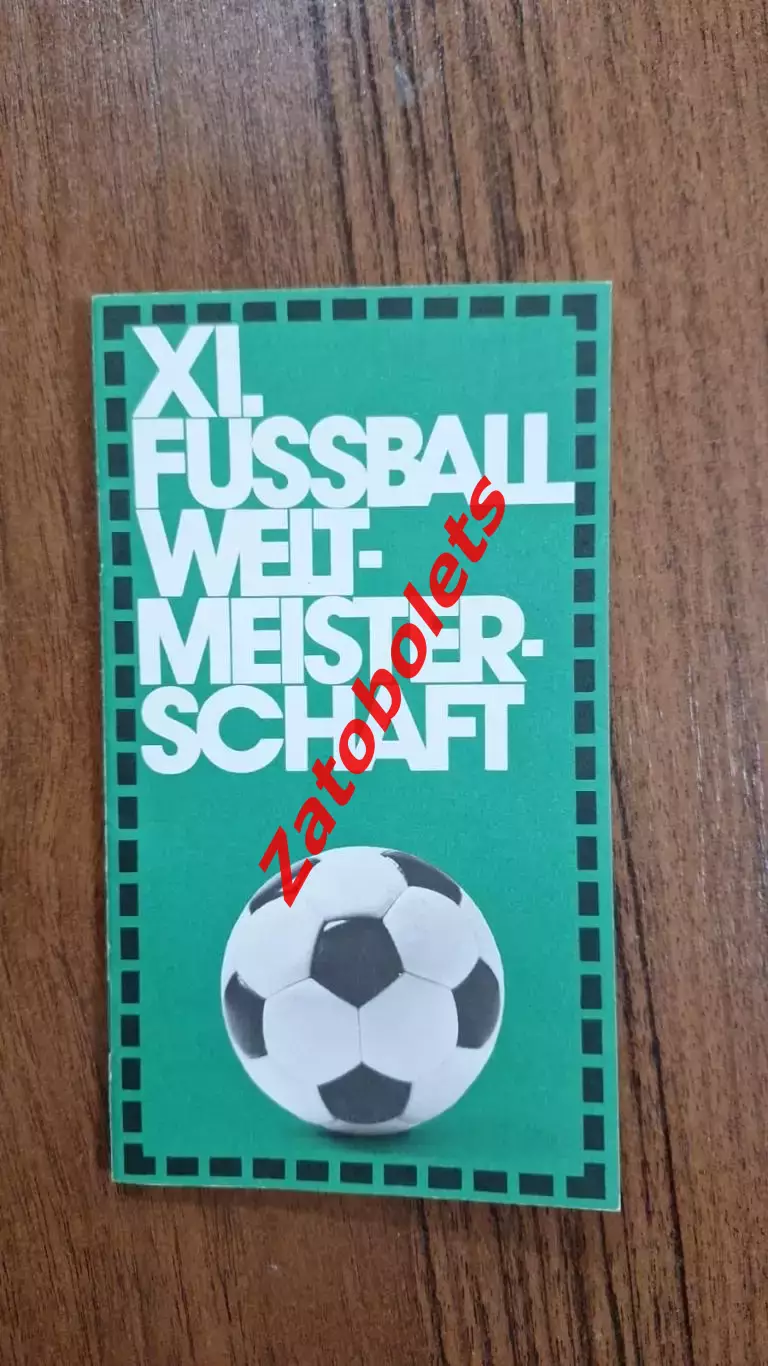 XI.
FUSSBALL
WELT-
MEISTER-
SCHAFT
Zatobolets